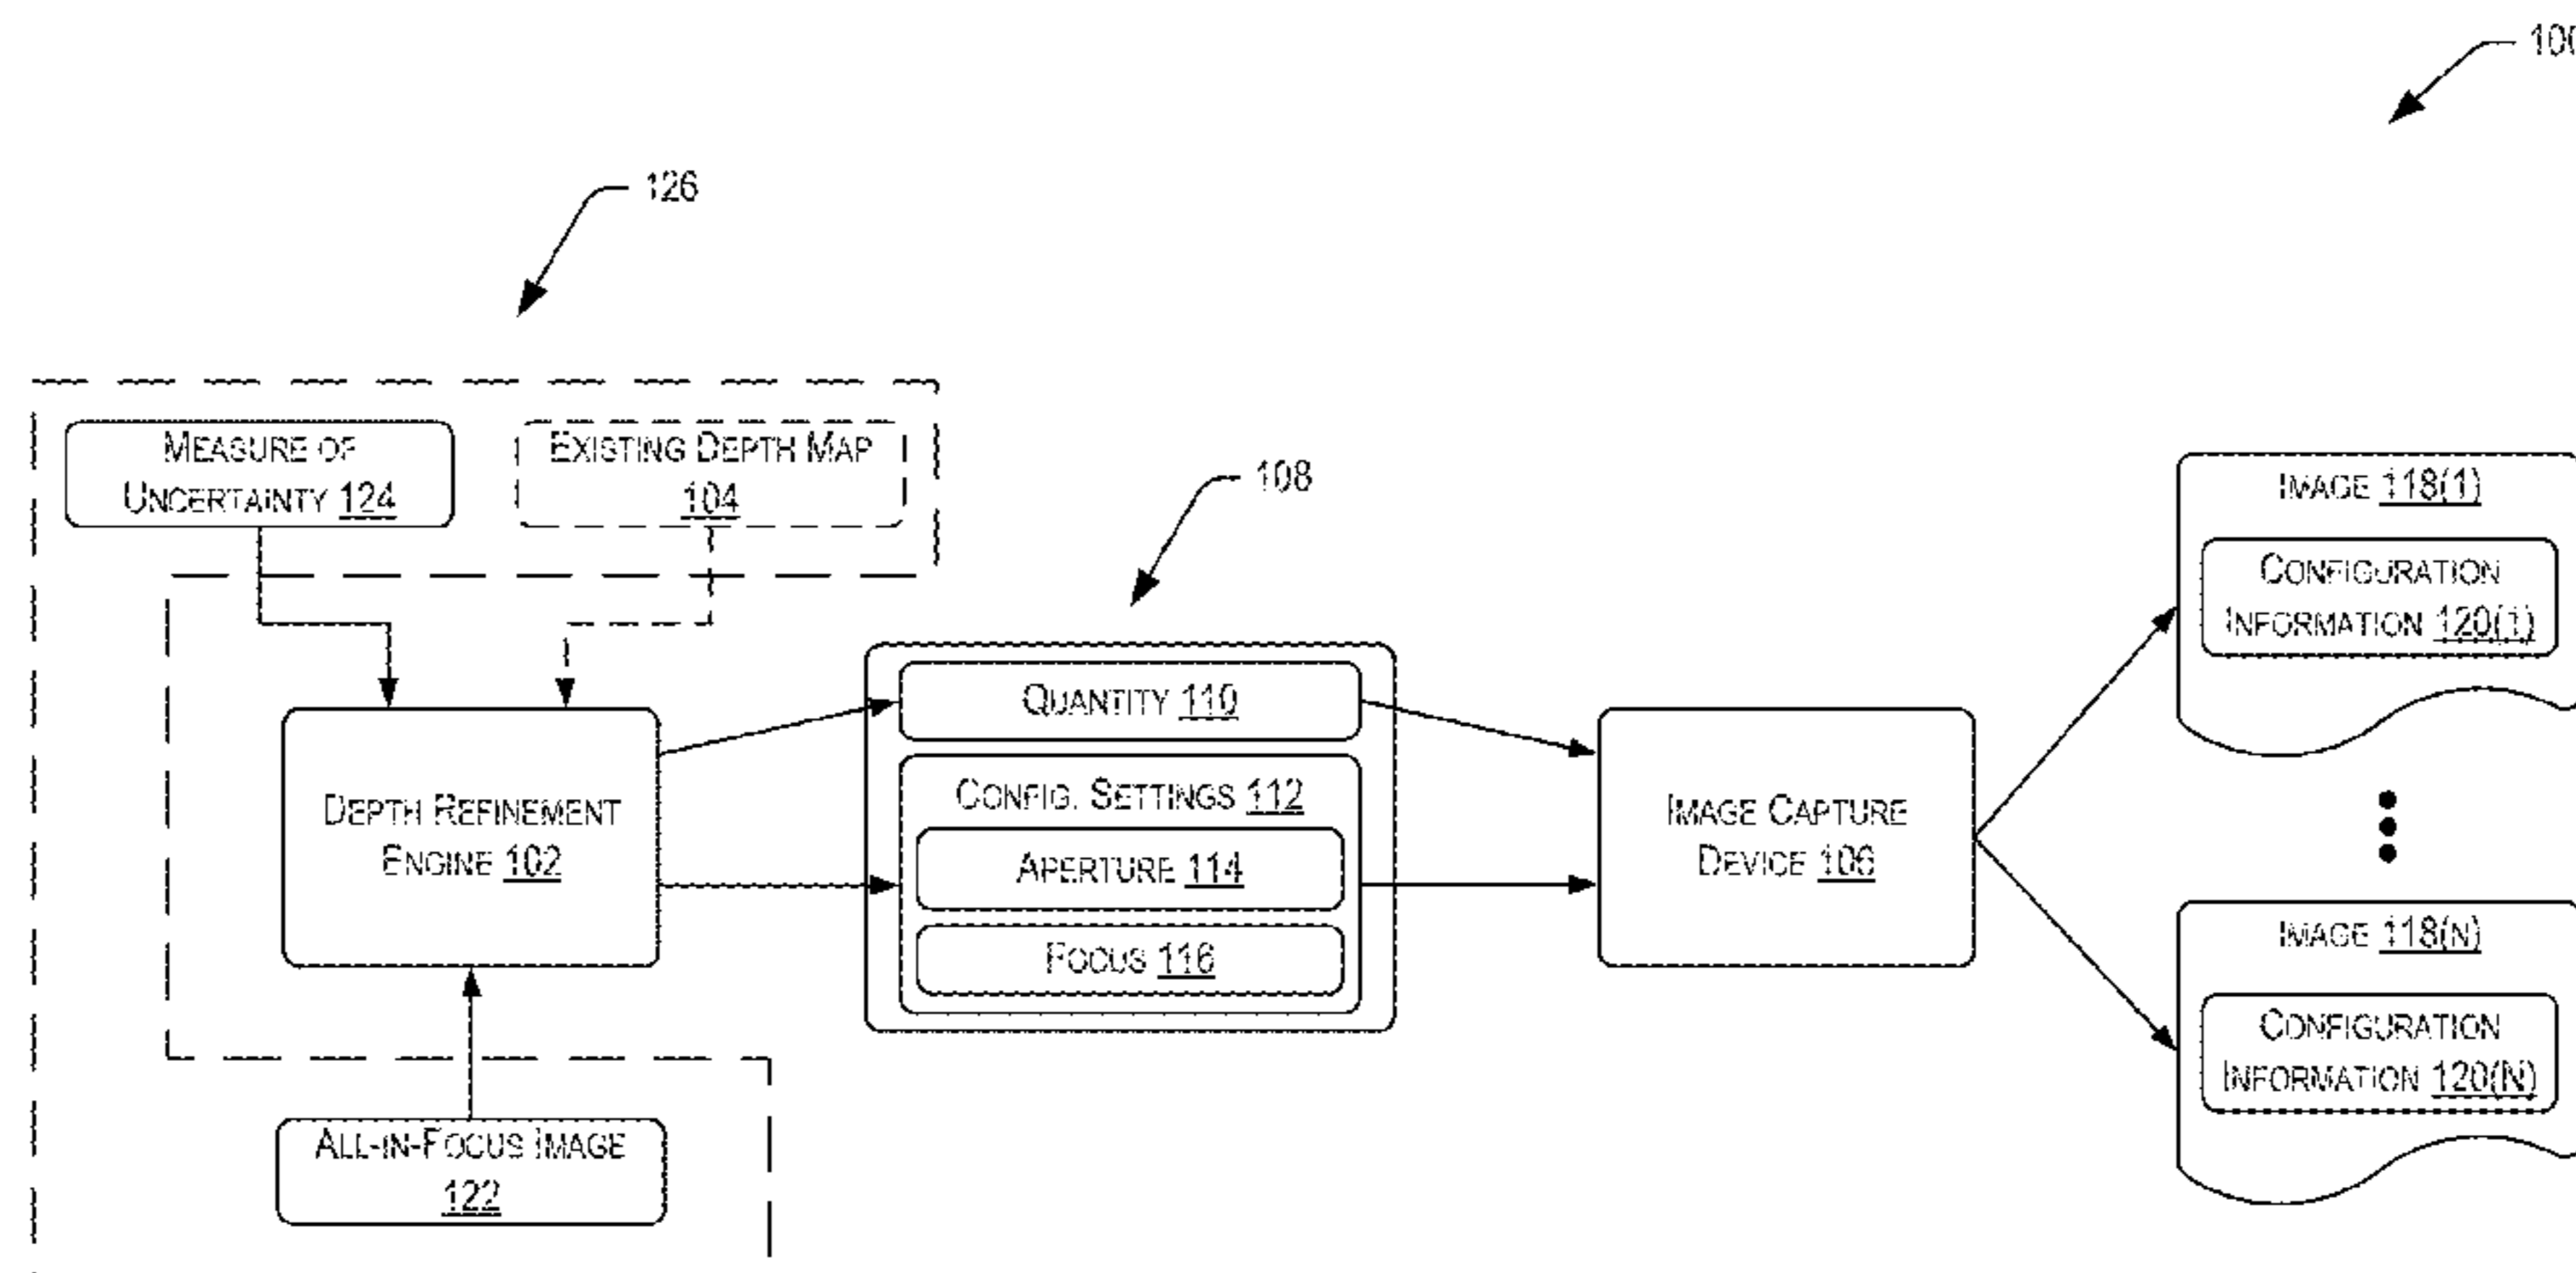 100
126
MEASURE OF
UNCERTAINTY 124
EXISTING DEPTH MAP
104
108
IMAGE 118(1)
CONFIGURATION
INFORMATION 120(1)
QUANTITY 110
CONFIG. SETTINGS 112
APERTURE 114
FOCUS 116
DEPTH REFINEMENT
ENGINE 102
IMAGE CAPTURE
DEVICE 106
IMAGE 118(N)
CONFIGURATION
INFORMATION 120(N)
ALL-IN-FOCUS IMAGE
122